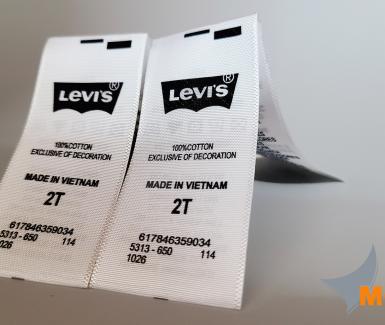 LEVI'S®
100%COTTON
EXCLUSIVE OF DECORATION
MADE IN VIETNAM
2T
617846359034
5313 - 650 114
1026
LEVI'S®
100%COTTON
EXCLUSIVE OF DECORATION
MADE IN VIETNAM
2T
617846359034
5313 - 650 114
1026
M